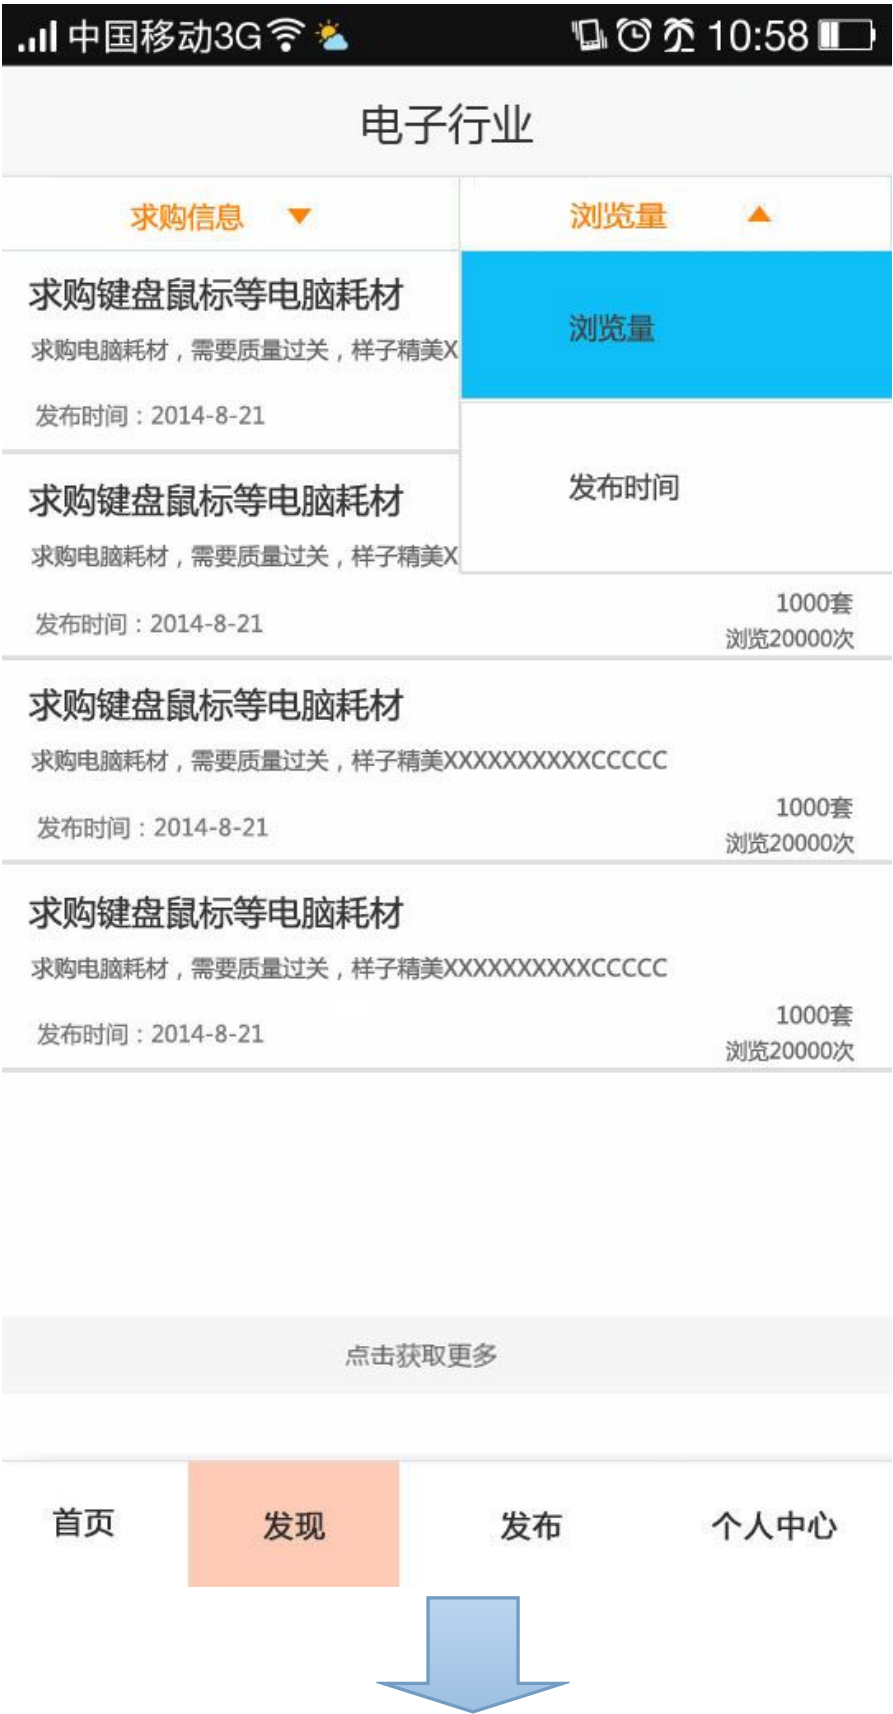 中国移动3G 10:58
电子行业
求购信息 浏览量
求购键盘鼠标等电脑耗材
浏览量
求购电脑耗材，需要质量过关，样子精美X
发布时间：2014-8-21
求购键盘鼠标等电脑耗材
发布时间
求购电脑耗材，需要质量过关，样子精美X
1000套
发布时间：2014-8-21
浏览20000次
求购键盘鼠标等电脑耗材
求购电脑耗材，需要质量过关，样子精美XXXXXXXXXXCCCCC
1000套
发布时间：2014-8-21
浏览20000次
求购键盘鼠标等电脑耗材
求购电脑耗材，需要质量过关，样子精美XXXXXXXXXXCCCCC
1000套
发布时间：2014-8-21
浏览20000次
点击获取更多
首页 发现 发布 个人中心